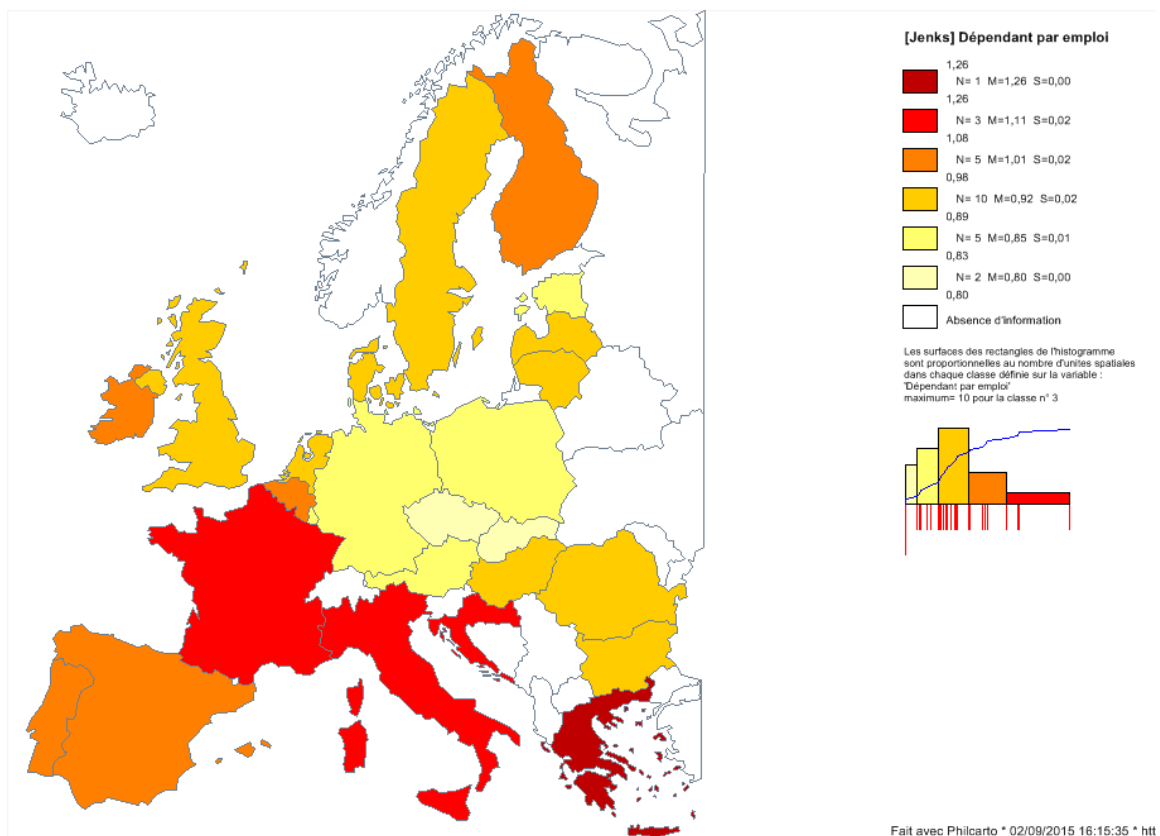 [Jenks] Dépendant par emploi
1,26
N= 1 M=1,26 S=0,00
1,26
N= 3 M=1,11 S=0,02
1,08
N= 5 M=1,01 S=0,02
0,98
N= 10 M=0,92 S=0,02
0,89
N= 5 M=0,85 S=0,01
0,83
N= 2 M=0,80 S=0,00
0,80
Absence d'information
Les surfaces des rectangles de l'histogramme
sont proportionnelles au nombre d'unites spatiales
dans chaque classe définie sur la variable :
'Dépendant par emploi'
maximum= 10 pour la classe n° 3
Fait avec Philcarto * 02/09/2015 16:15:35 * htt